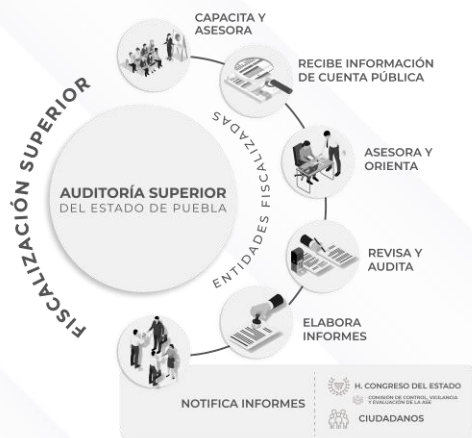 CAPACITA Y
ASESORA
RECIBE INFORMACIÓN
DE CUENTA PÚBLICA
FISCALIZACIÓN SUPERIOR
ENTIDADES FISCALIZADAS
AUDITORÍA SUPERIOR
DEL ESTADO DE PUEBLA
ASESORA Y
ORIENTA
REVISA Y
AUDITA
ELABORA
INFORMES
NOTIFICA INFORMES
H. CONGRESO DEL ESTADO
COMISIÓN DE CONTROL, VIGILANCIA
Y EVALUACIÓN DE LA ASE
CIUDADANOS